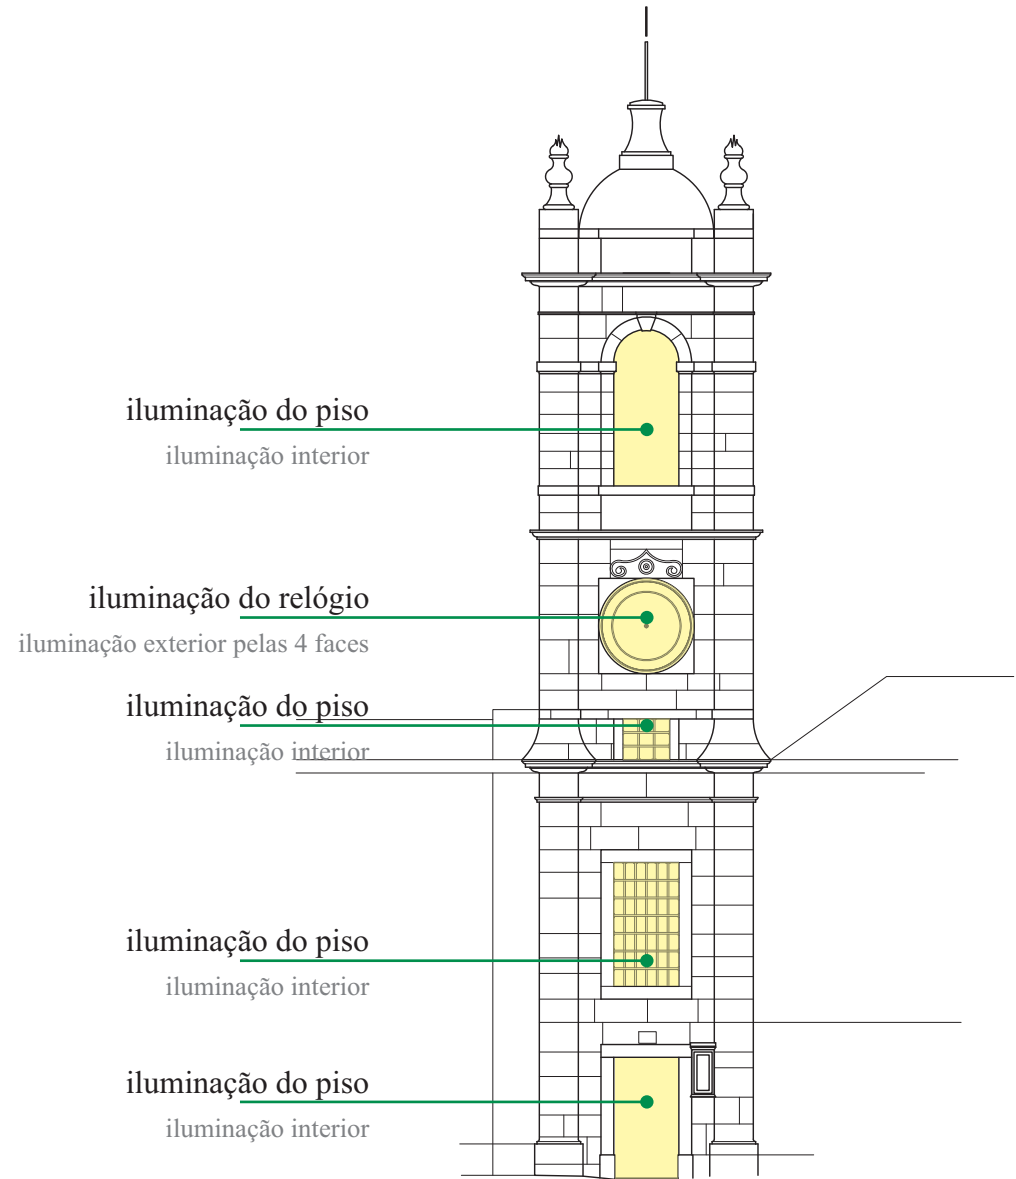 iluminação do piso
iluminação interior
iluminação do relógio
iluminação exterior pelas 4 faces
iluminação do piso
iluminação interior
iluminação do piso
iluminação interior
iluminação do piso
iluminação interior